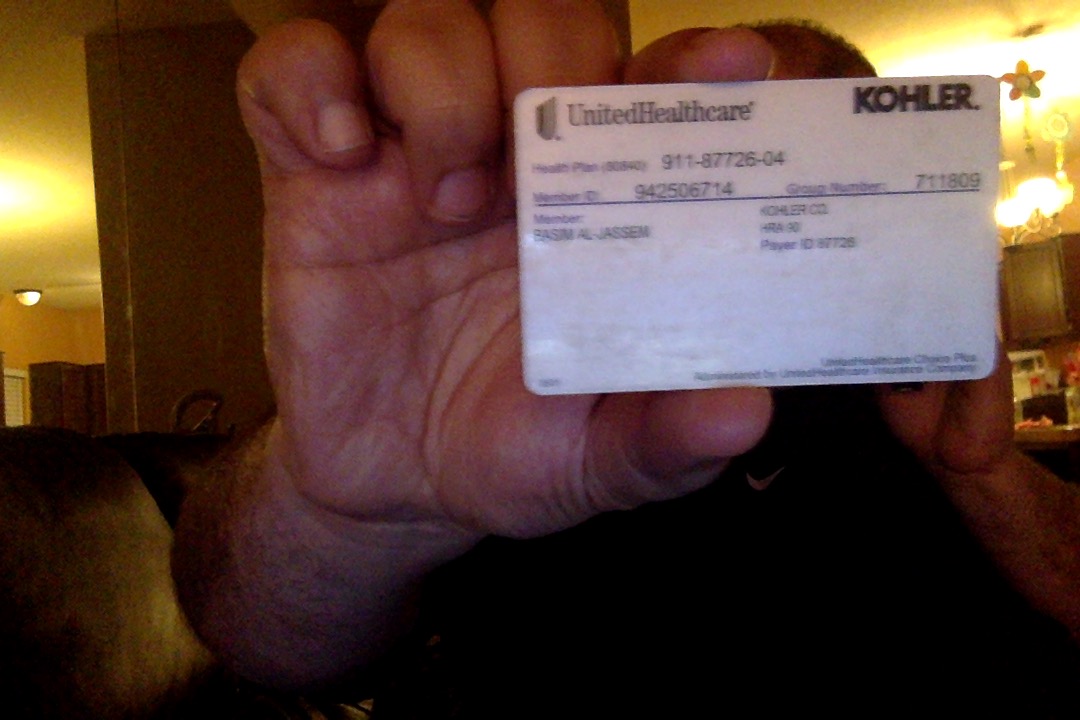 UnitedHealthcare
KOHLER.
Health Plan (80840) 911-87726-04
Member ID: 942506714 Group Number: 711809
Member:
BASIM AL-JASSEM
KOHLER CO.
HRA 90
Payer ID 87726
UnitedHealthcare Choice Plus
Administered by UnitedHealthcare Insurance Company